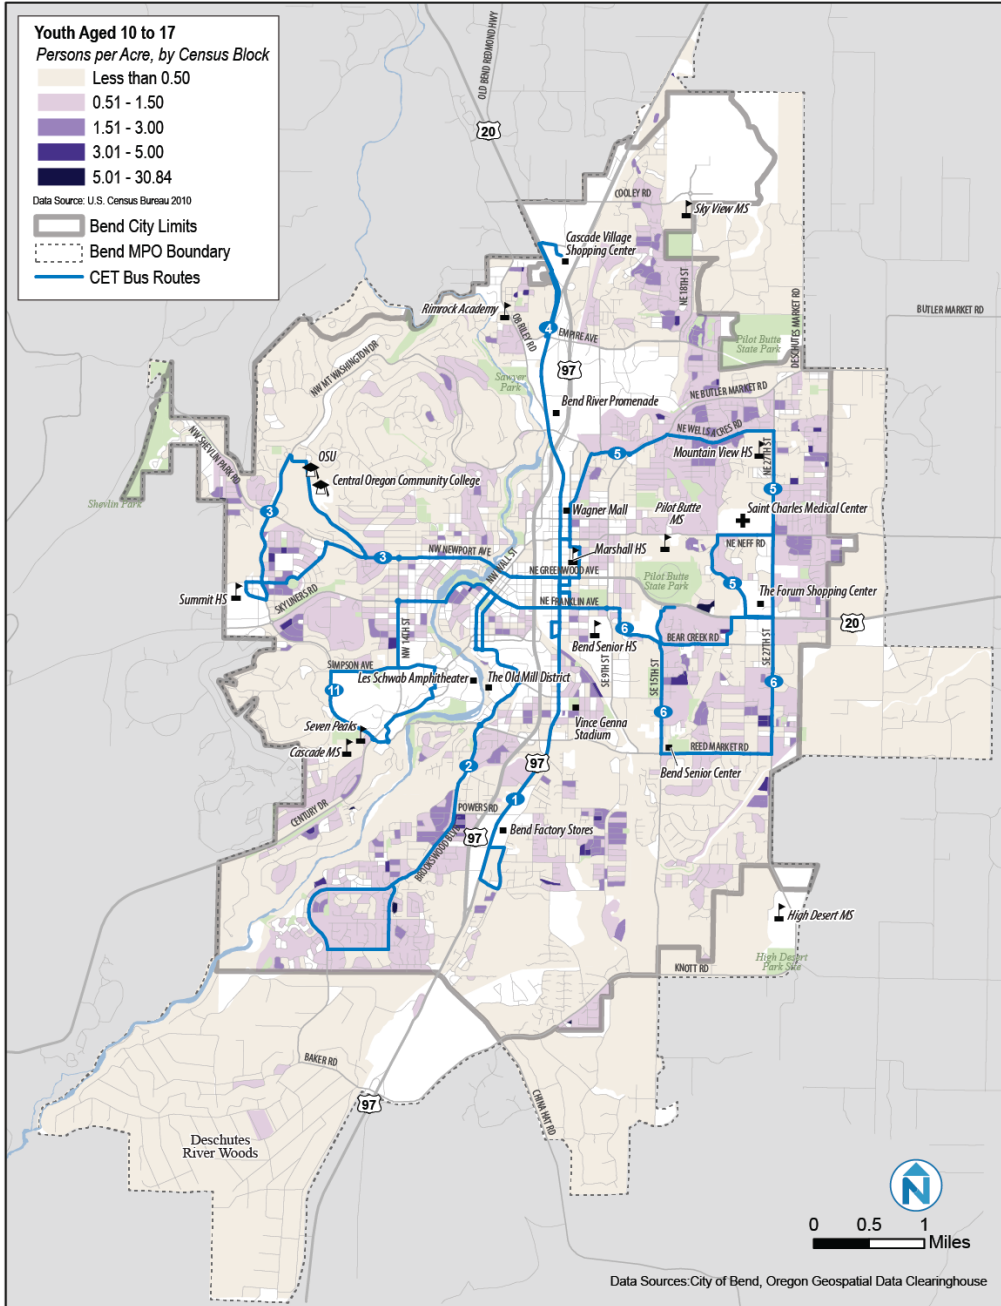 Youth Aged 10 to 17
Persons per Acre, by Census Block
Less than 0.50
0.51 - 1.50
1.51 - 3.00
3.01 - 5.00
5.01 - 30.84
Data Source: U.S. Census Bureau 2010
Bend City Limits
Bend MPO Boundary
CET Bus Routes
OLD BEND REDMOND HWY
20
COOLEY RD
Sky View MS
Cascade Village
Shopping Center
NE 18TH ST
DESCHUTES MARKET RD
Rimrock Academy
OB RILEY RD
4
EMPIRE AVE
BUTLER MARKET RD
Pilot Butte
State Park
NW MT WASHINGTON DR
97
Sawyer
Park
NE BUTLER MARKET RD
Bend River Promenade
NW SHEVLIN PARK RD
NE WELLS ACRES RD
Mountain View HS
NE 27TH ST
5
OSU
Central Oregon Community College
5
Shevlin Park
3
Wagner Mall
Pilot Butte
MS
Saint Charles Medical Center
NW WALL ST
NW NEWPORT AVE
3
Marshall HS
NE NEFF RD
NE GREENWOOD AVE
Pilot Butte
State Park
5
The Forum Shopping Center
Summit HS
SKYLINERS RD
NE FRANKLIN AVE
NW 14TH ST
6
BEAR CREEK RD
20
Bend Senior HS
SE 9TH ST
SE 15TH ST
SE 27TH ST
SIMPSON AVE
11
Les Schwab Amphitheater
The Old Mill District
6
6
Seven Peaks
Vince Genna
Stadium
Cascade MS
REED MARKET RD
Bend Senior Center
2
97
CENTURY DR
1
POWERS RD
97
Bend Factory Stores
BROOKSWOOD BLVD
High Desert MS
High Desert
Park Site
KNOTT RD
BAKER RD
97
CHINA HAT RD
Deschutes
River Woods
N
0 0.5 1
Miles
Data Sources:City of Bend, Oregon Geospatial Data Clearinghouse